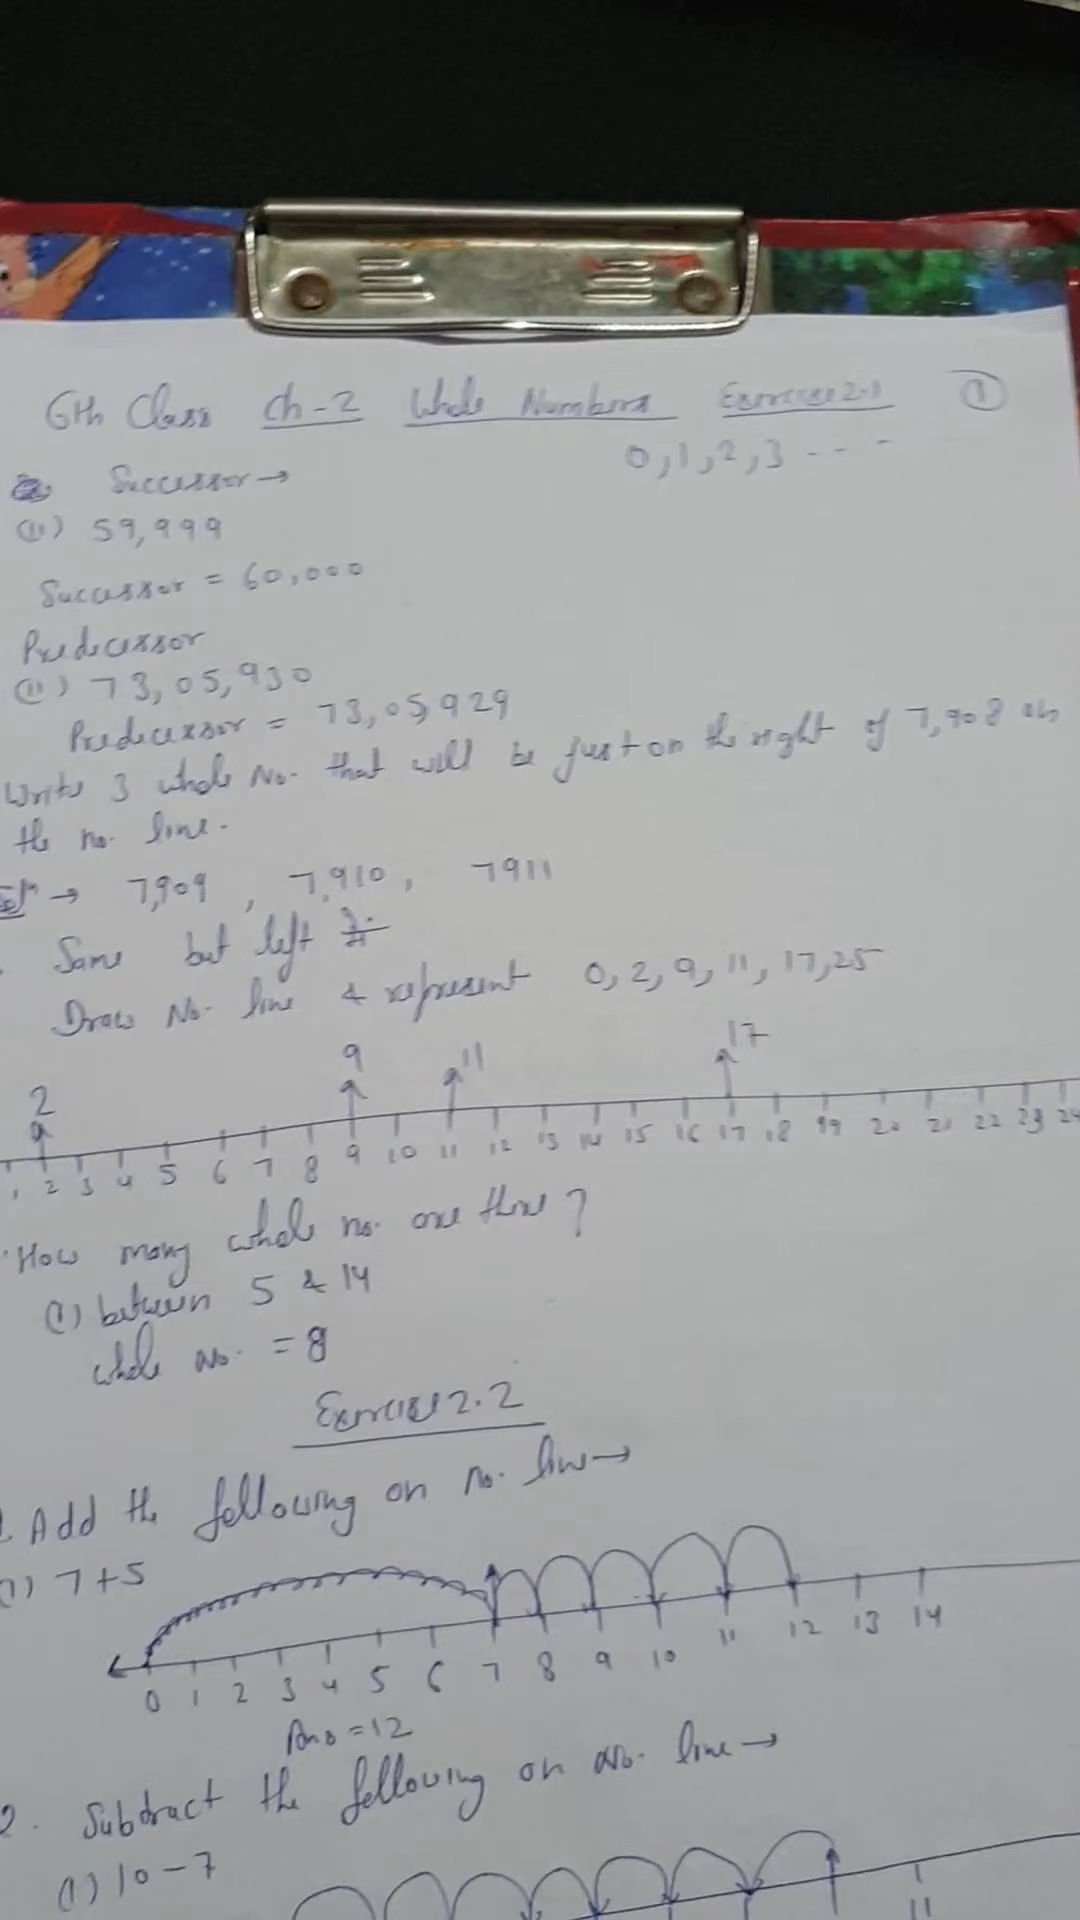 6th Class Ch-2 Whole Numbers Exercise 2.1 ①
0, 1, 2, 3 ----
Successor →
(ii) 59,999
Successor = 60,000
Predecessor
(ii) 73,05,930
Predecessor = 73,05,929
Write 3 whole No. that will be just on the right of 7,908 on
the no. line.
→ 7,909, 7,910, 7911
Same but left
Draw No. line & represent 0, 2, 9, 11, 17, 25
2 9 11 17
1 2 3 4 5 6 7 8 9 10 11 12 13 14 15 16 17 18 19 20 21 22 23 24
How many whole no. are there?
(i) between 5 & 14
Whole No. = 8
Exercise 2.2
Add the following on no. line →
(1) 7+5
0 1 2 3 4 5 6 7 8 9 10 11 12 13 14
Ans = 12
2. Subtract the following on No. line →
(1) 10-7
11